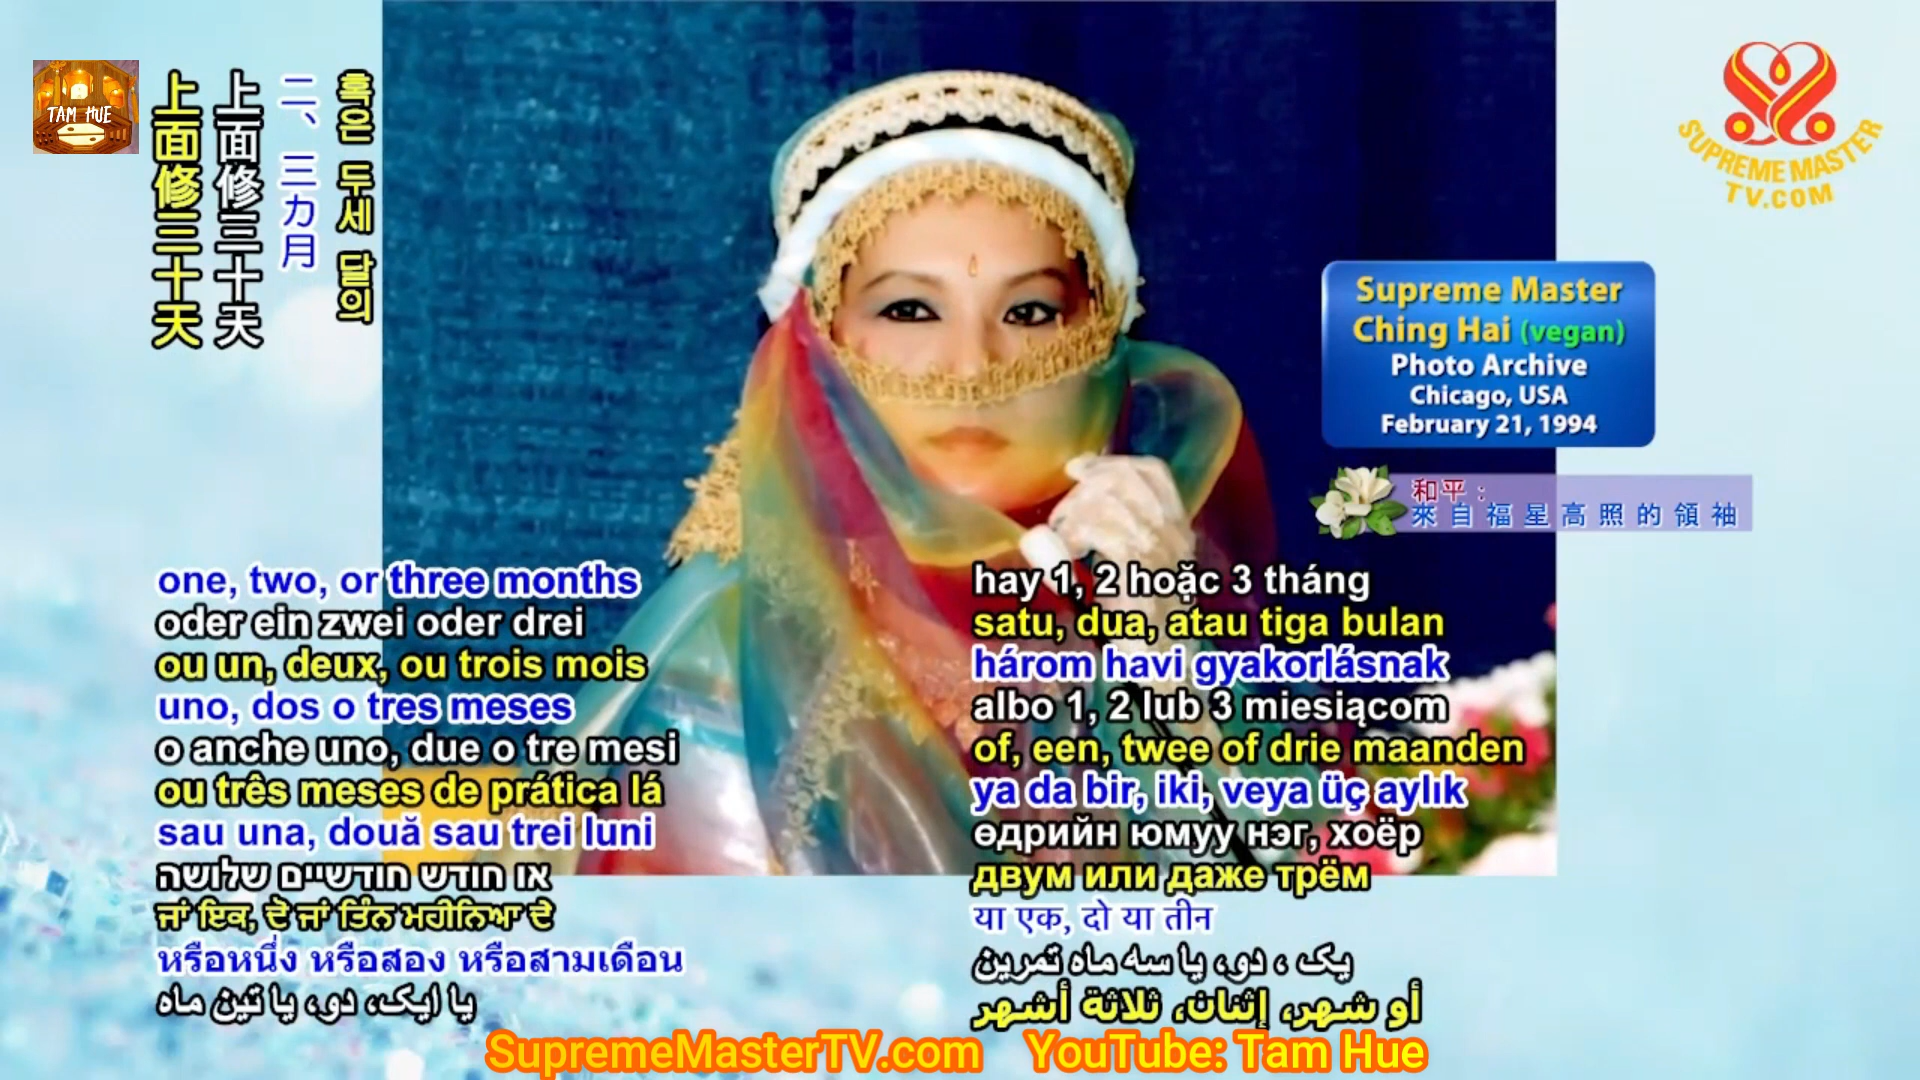 TAM HUE
上面修三十天
上面修三十天
二、三カ月
혹은 두세 달의
SUPREME MASTER
TV.COM
Supreme Master
Ching Hai (vegan)
Photo Archive
Chicago, USA
February 21, 1994
和平：
來自福星高照的領袖
one, two, or three months
oder ein zwei oder drei
ou un, deux, ou trois mois
uno, dos o tres meses
o anche uno, due o tre mesi
ou três meses de prática lá
sau una, două sau trei luni
או חודש חודשיים שלושה
ਜਾਂ ਇਕ, ਦੋ ਜਾਂ ਤਿੰਨ ਮਹੀਨਿਆ ਦੇ
หรือหนึ่ง หรือสอง หรือสามเดือน
یا ایک، دو، یا تین ماہ
hay 1, 2 hoặc 3 tháng
satu, dua, atau tiga bulan
három havi gyakorlásnak
albo 1, 2 lub 3 miesiącom
of, een, twee of drie maanden
ya da bir, iki, veya üç aylık
өдрийн юмуу нэг, хоёр
двум или даже трём
या एक, दो या तीन
یک ، دو، یا سه ماه تمرین
أو شهر، إثنان، ثلاثة أشهر
SupremeMasterTV.com YouTube: Tam Hue